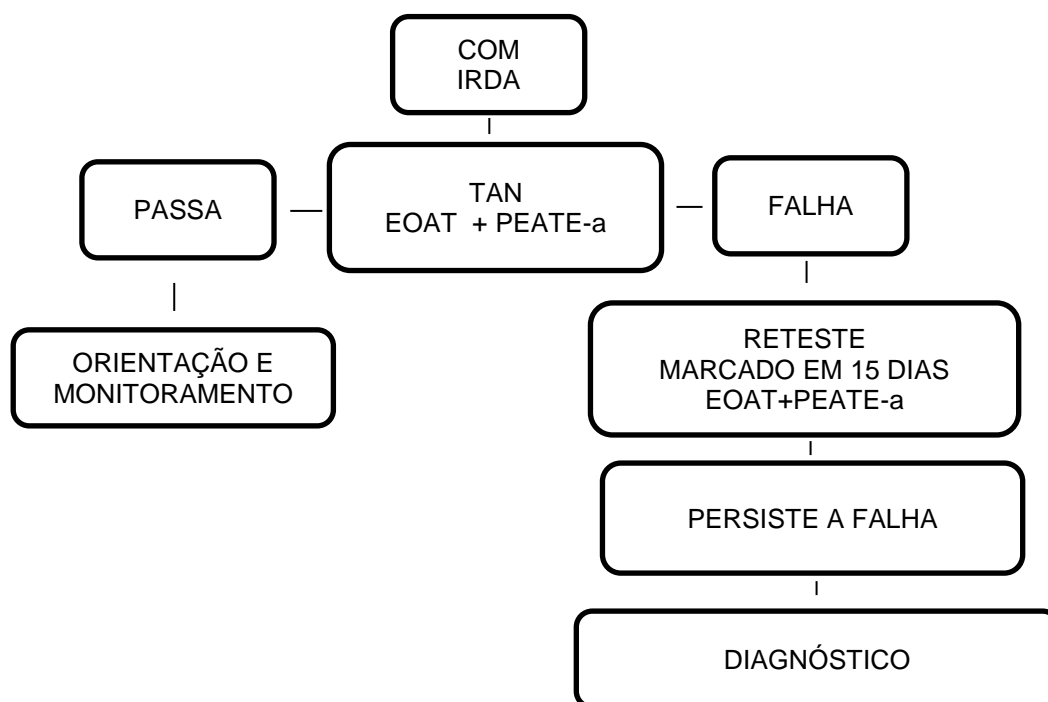 COM
IRDA
PASSA
TAN
EOAT + PEATE-a
FALHA
ORIENTAÇÃO E
MONITORAMENTO
RETESTE
MARCADO EM 15 DIAS
EOAT+PEATE-a
PERSISTE A FALHA
DIAGNÓSTICO